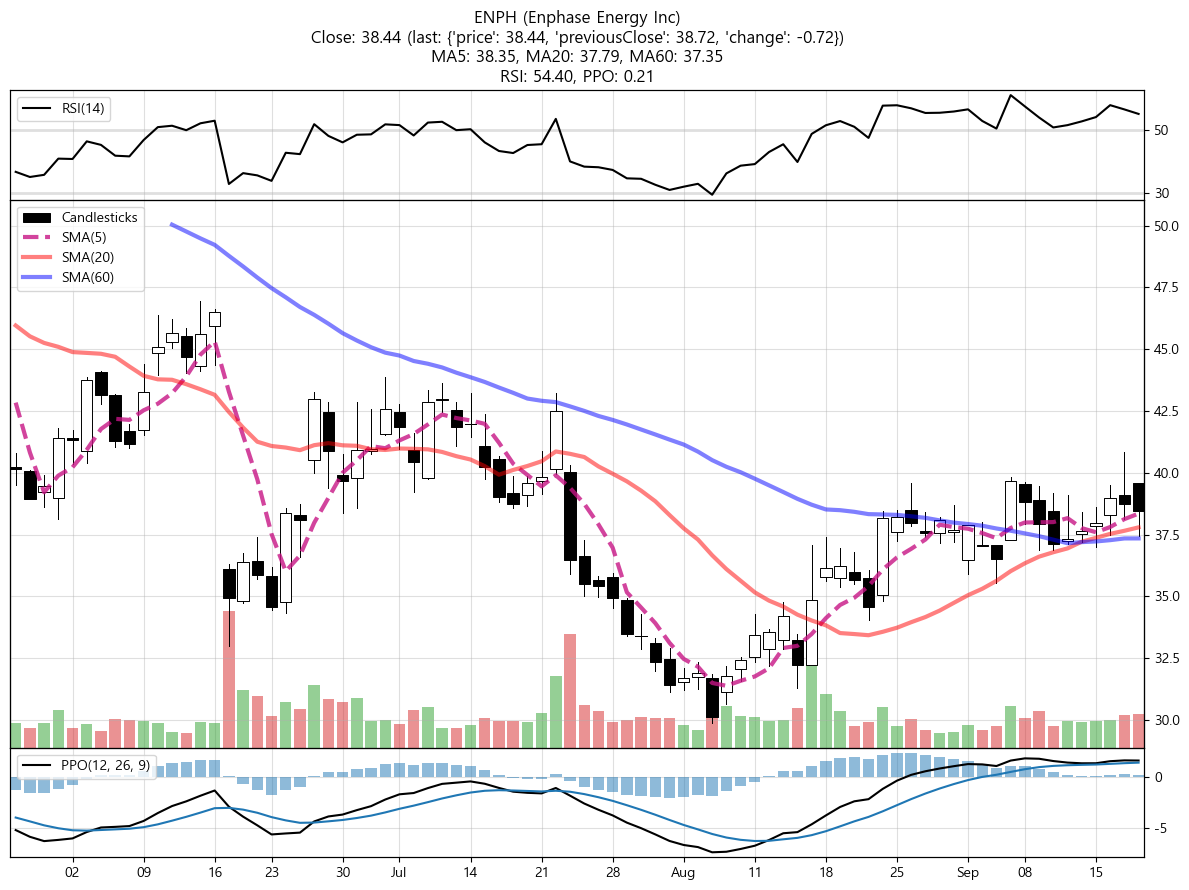 ENPH (Enphase Energy Inc)
Close: 38.44 (last: {'price': 38.44, 'previousClose': 38.72, 'change': -0.72})
MA5: 38.35, MA20: 37.79, MA60: 37.35
RSI: 54.40, PPO: 0.21
RSI(14)
50
30
Candlesticks
SMA(5)
SMA(20)
SMA(60)
50.0
47.5
45.0
42.5
40.0
37.5
35.0
32.5
30.0
PPO(12, 26, 9)
0
-5
02 09 16 23 30 Jul 14 21 28 Aug 11 18 25 Sep 08 15